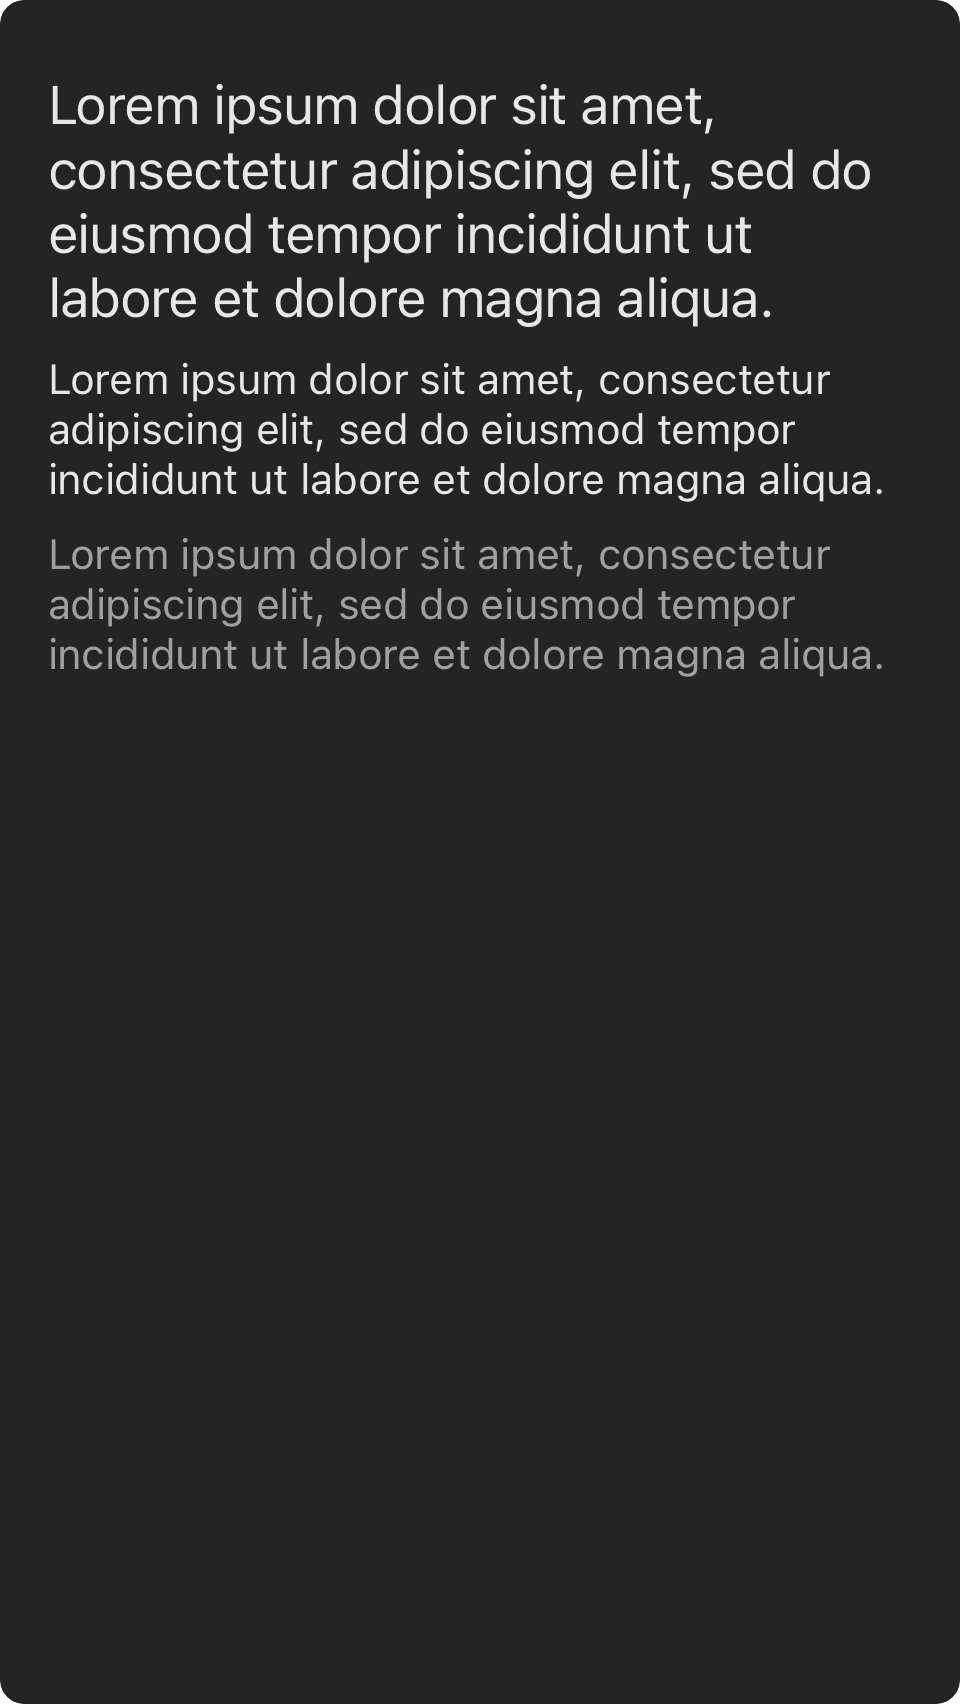 Lorem ipsum dolor sit amet,
consectetur adipiscing elit, sed do
eiusmod tempor incididunt ut
labore et dolore magna aliqua.
Lorem ipsum dolor sit amet, consectetur
adipiscing elit, sed do eiusmod tempor
incididunt ut labore et dolore magna aliqua.
Lorem ipsum dolor sit amet, consectetur
adipiscing elit, sed do eiusmod tempor
incididunt ut labore et dolore magna aliqua.